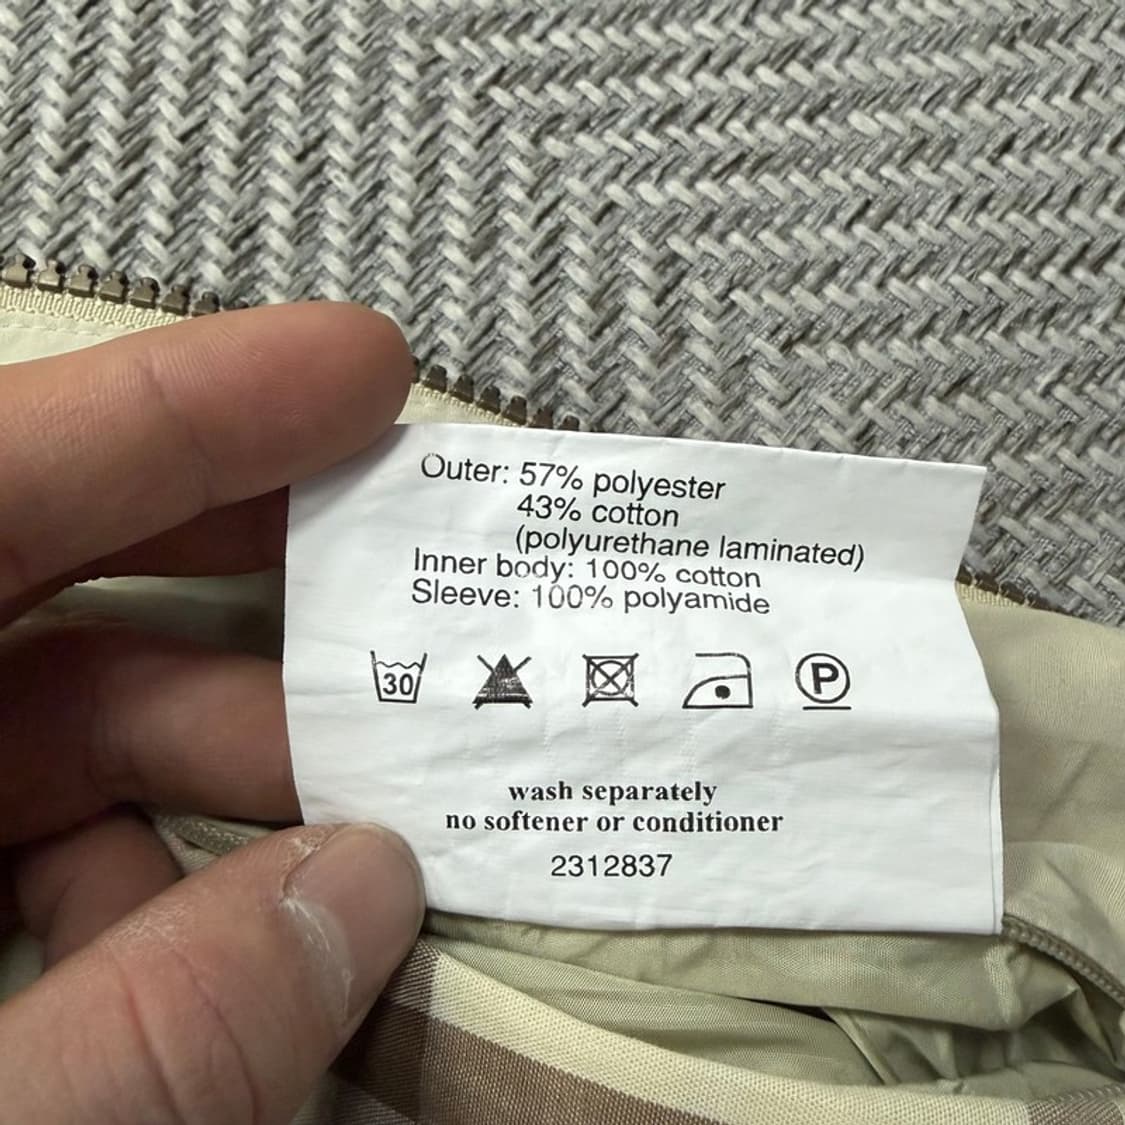 Outer: 57% polyester
43% cotton
(polyurethane laminated)
Inner body: 100% cotton
Sleeve: 100% polyamide
30
P
wash separately
no softener or conditioner
2312837